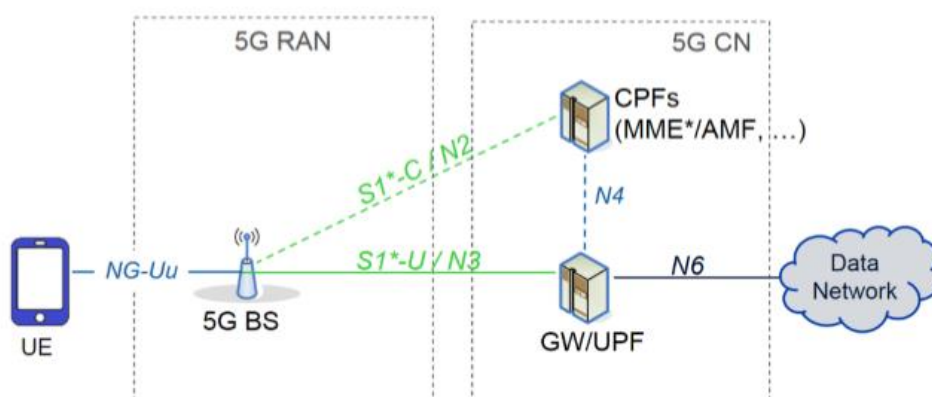 5G RAN
5G CN
CPFs
(MME*/AMF, ...)
S1*-C / N2
N4
NG-Uu
S1*-U / N3
N6
Data
Network
UE
5G BS
GW/UPF